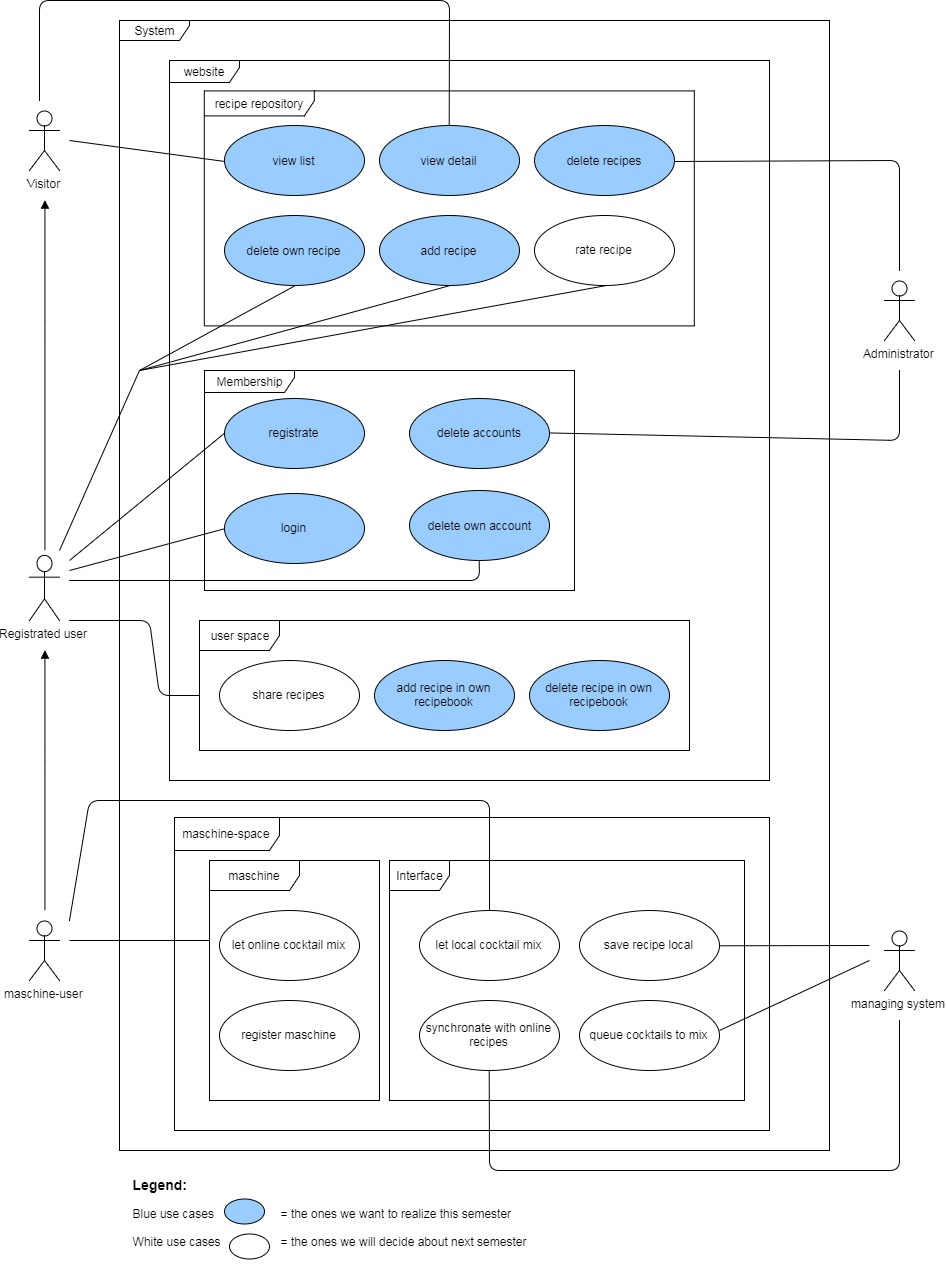 System
website
recipe repository
view list
view detail
delete recipes
Visitor
delete own recipe
add recipe
rate recipe
Administrator
Membership
registrate
delete accounts
login
delete own account
Registrated user
user space
share recipes
add recipe in own
recipebook
delete recipe in own
recipebook
maschine-space
maschine
Interface
let online cocktail mix
let local cocktail mix
save recipe local
maschine-user
managing system
register maschine
synchronate with online
recipes
queue cocktails to mix
Legend:
Blue use cases = the ones we want to realize this semester
White use cases = the ones we will decide about next semester